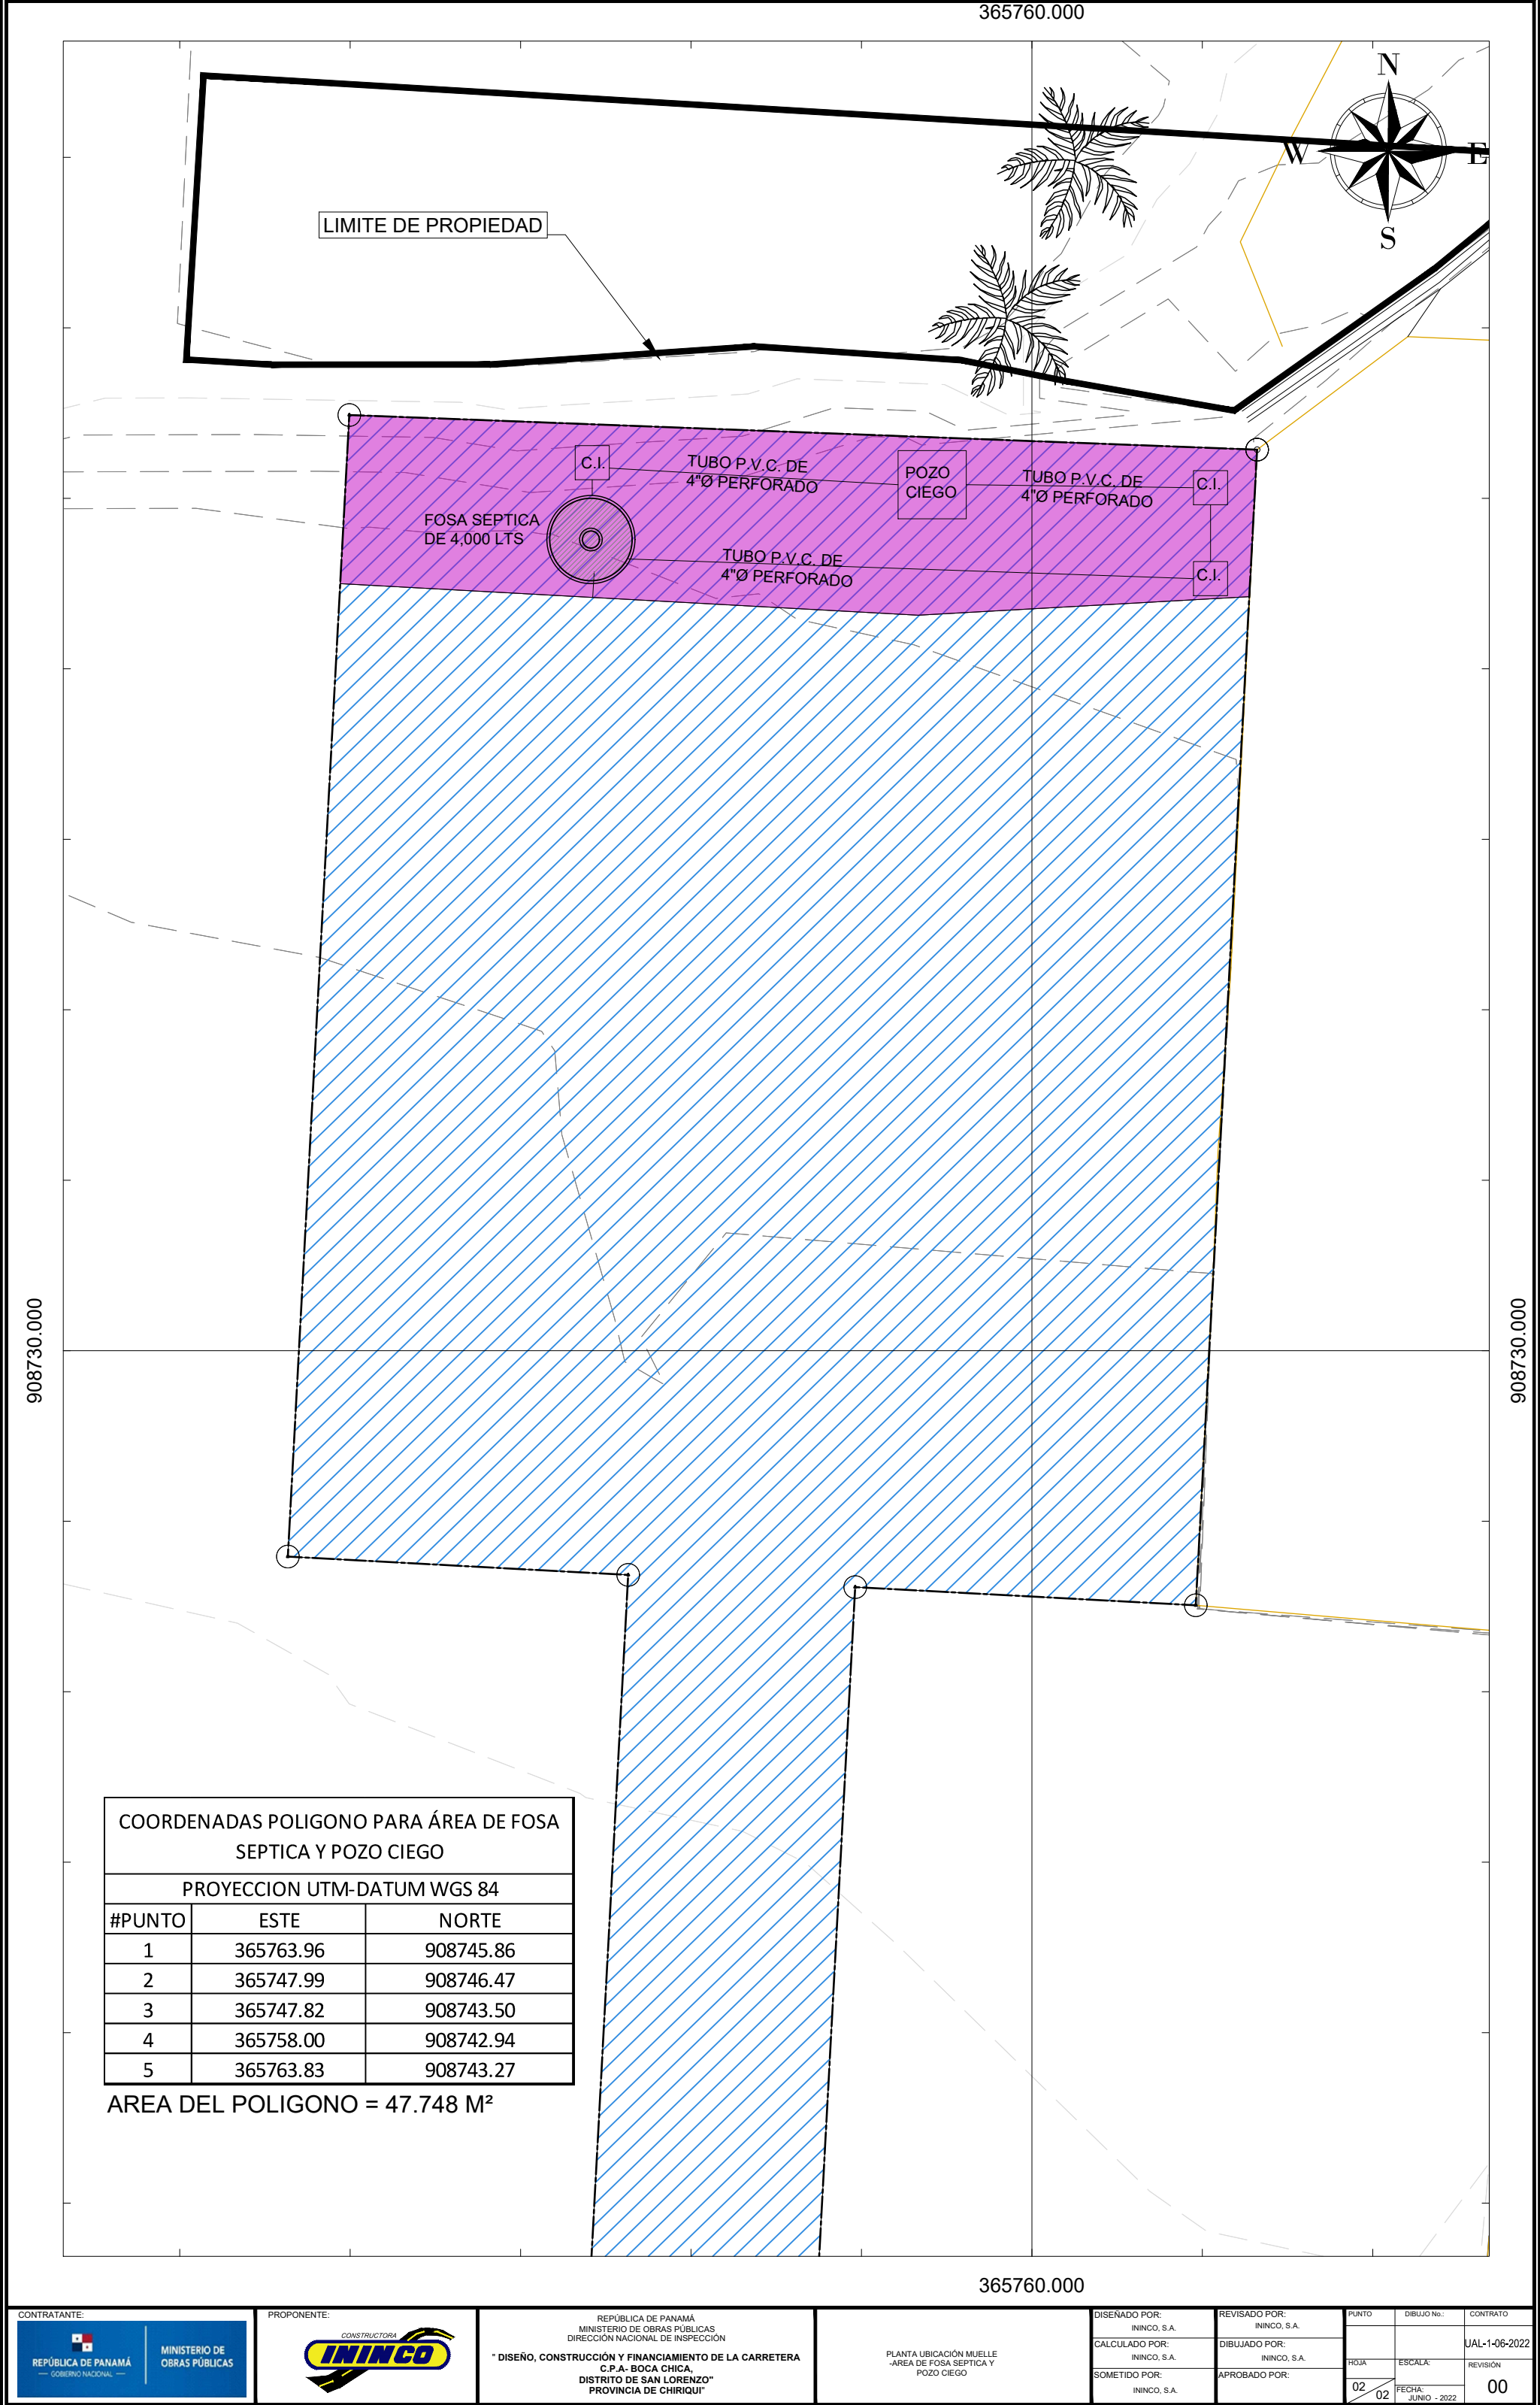 365760.000
N
W
E
S
LIMITE DE PROPIEDAD
C.I.
TUBO P.V.C. DE
4"Ø PERFORADO
POZO
CIEGO
TUBO P.V.C. DE
4"Ø PERFORADO
C.I.
FOSA SEPTICA
DE 4,000 LTS
TUBO P.V.C. DE
4"Ø PERFORADO
C.I.
908730.000
908730.000
COORDENADAS POLIGONO PARA ÁREA DE FOSA
SEPTICA Y POZO CIEGO
PROYECCION UTM-DATUM WGS 84
#PUNTO ESTE NORTE
1 365763.96 908745.86
2 365747.99 908746.47
3 365747.82 908743.50
4 365758.00 908742.94
5 365763.83 908743.27
AREA DEL POLIGONO = 47.748 M²
365760.000
CONTRATANTE:
REPÚBLICA DE PANAMÁ
— GOBIERNO NACIONAL —
MINISTERIO DE
OBRAS PÚBLICAS
PROPONENTE:
CONSTRUCTORA
ININCO
REPÚBLICA DE PANAMÁ
MINISTERIO DE OBRAS PÚBLICAS
DIRECCIÓN NACIONAL DE INSPECCIÓN
" DISEÑO, CONSTRUCCIÓN Y FINANCIAMIENTO DE LA CARRETERA
C.P.A- BOCA CHICA,
DISTRITO DE SAN LORENZO"
PROVINCIA DE CHIRIQUI"
PLANTA UBICACIÓN MUELLE
-AREA DE FOSA SEPTICA Y
POZO CIEGO
DISEÑADO POR:
ININCO, S.A.
CALCULADO POR:
ININCO, S.A.
SOMETIDO POR:
ININCO, S.A.
REVISADO POR:
ININCO, S.A.
DIBUJADO POR:
ININCO, S.A.
APROBADO POR:
PUNTO
DIBUJO No.:
CONTRATO
UAL-1-06-2022
HOJA
02
02
ESCALA:
FECHA:
JUNIO - 2022
REVISIÓN
00